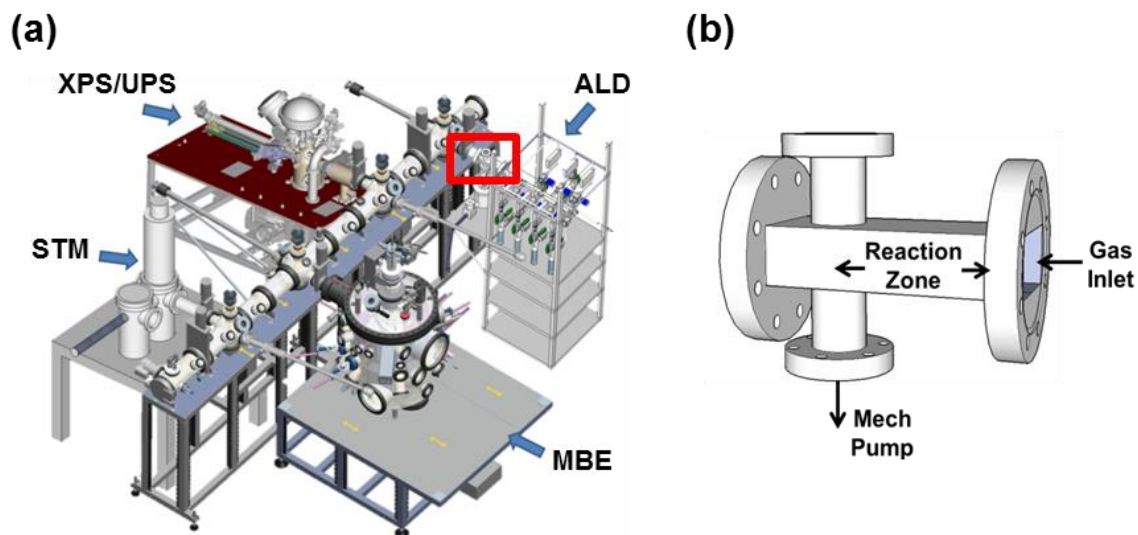 (a)
(b)
XPS/UPS
ALD
STM
MBE
Reaction
Zone
Gas
Inlet
Mech
Pump